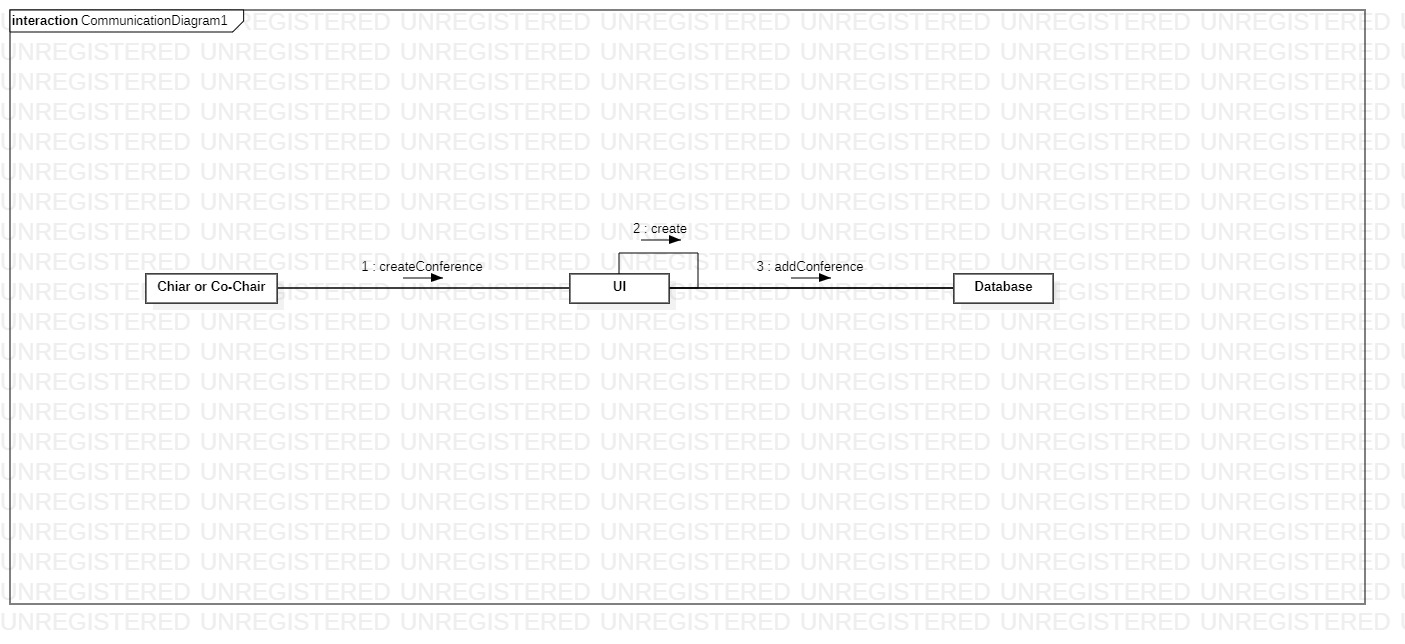 interaction CommunicationDiagram1
2 : create
1 : createConference
3 : addConference
Chiar or Co-Chair
UI
Database
UNREGISTERED UNREGISTERED UNREGISTERED UNREGISTERED UNREGISTERED UNREGISTERED UNREGISTERED